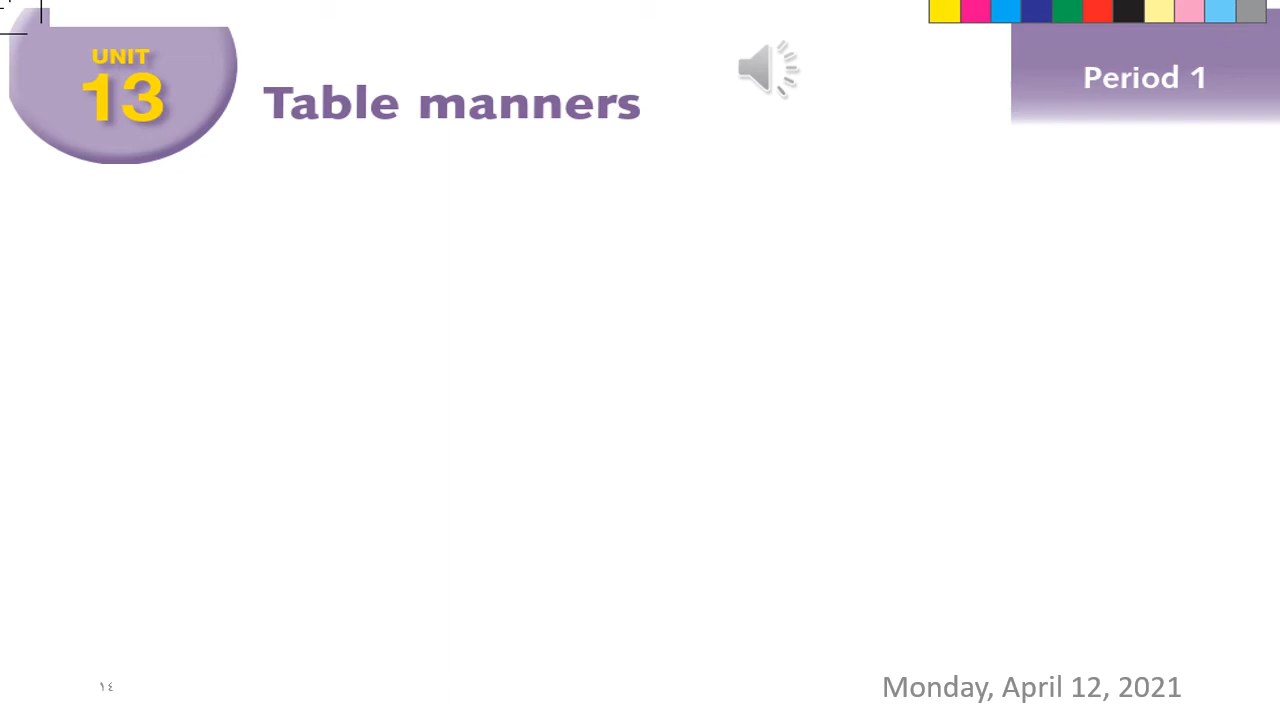 UNIT
13
Table manners
Period 1
١٤
Monday, April 12, 2021